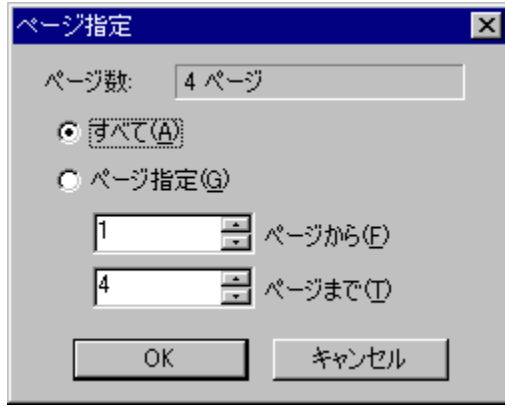 ページ指定
ページ数: 4 ページ
すべて(A)
ページ指定(G)
1 ページから(F)
4 ページまで(T)
OK キャンセル